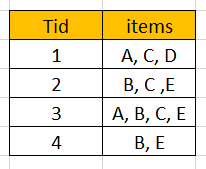 Tid items
1 A, C, D
2 B, C ,E
3 A, B, C, E
4 B, E